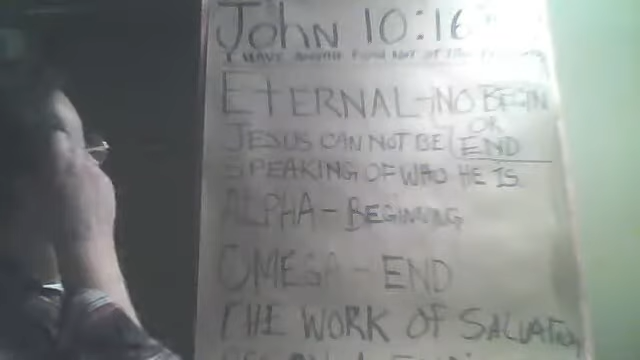 John 10:16
I HAVE
ETERNAL - NO BEGIN
OR
JESUS CAN NOT BE END
SPEAKING OF WHO HE IS.
ALPHA - BEGINNING
OMEGA - END
THE WORK OF SALVATION